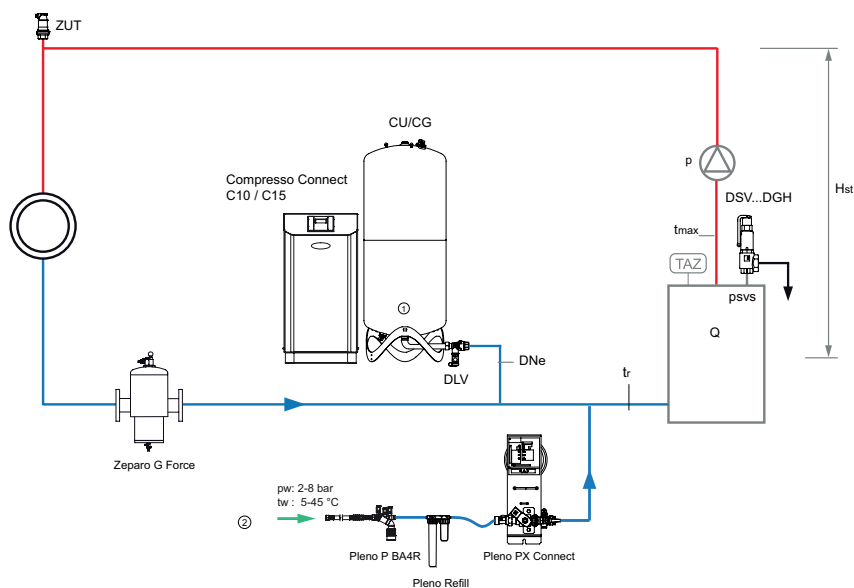 ZUT
CU/CG
Compresso Connect
C10 / C15
p
Hst
DSV...DGH
tmax
TAZ
psvs
1
Q
DNe
DLV
tr
Zeparo G Force
pw: 2-8 bar
tw : 5-45 °C
2
Pleno P BA4R
Pleno PX Connect
Pleno Refill